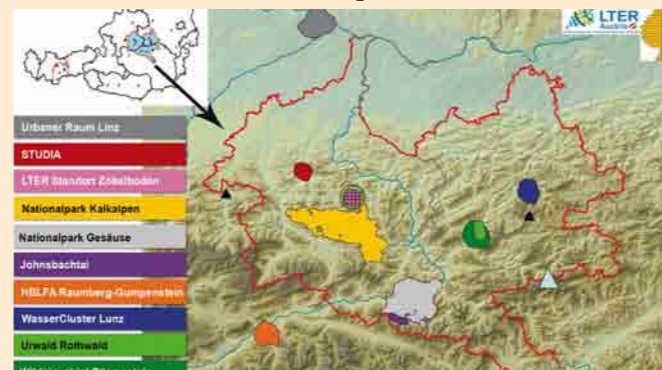 LTER
Austria
Urbaner Raum Linz
STUDIA
LTER Standort Zöbelboden
Nationalpark Kalkalpen
Nationalpark Gesäuse
Johnsbachtal
HBLFA Raumberg-Gumpenstein
WasserCluster Lunz
Urwald Rothwald